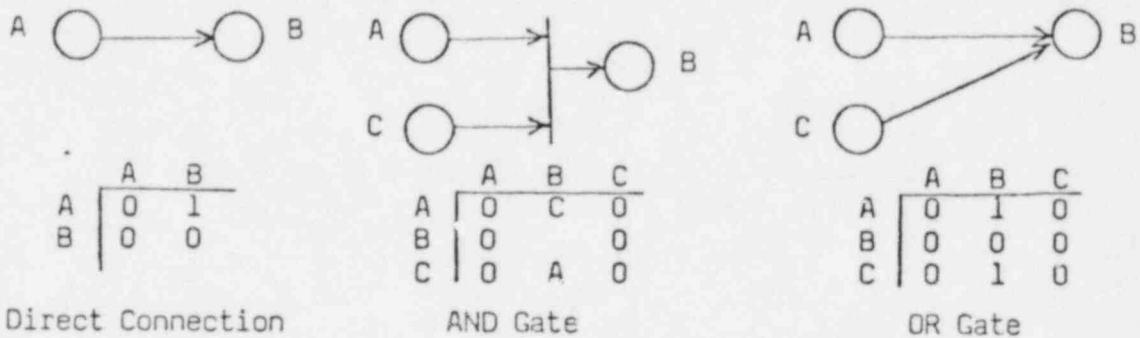 A B
A B
C
A B
C
A B
A 0 1
B 0 0
A B C
A 0 C 0
B 0 0
C 0 A 0
A B C
A 0 1 0
B 0 0 0
C 0 1 0
Direct Connection
AND Gate
OR Gate